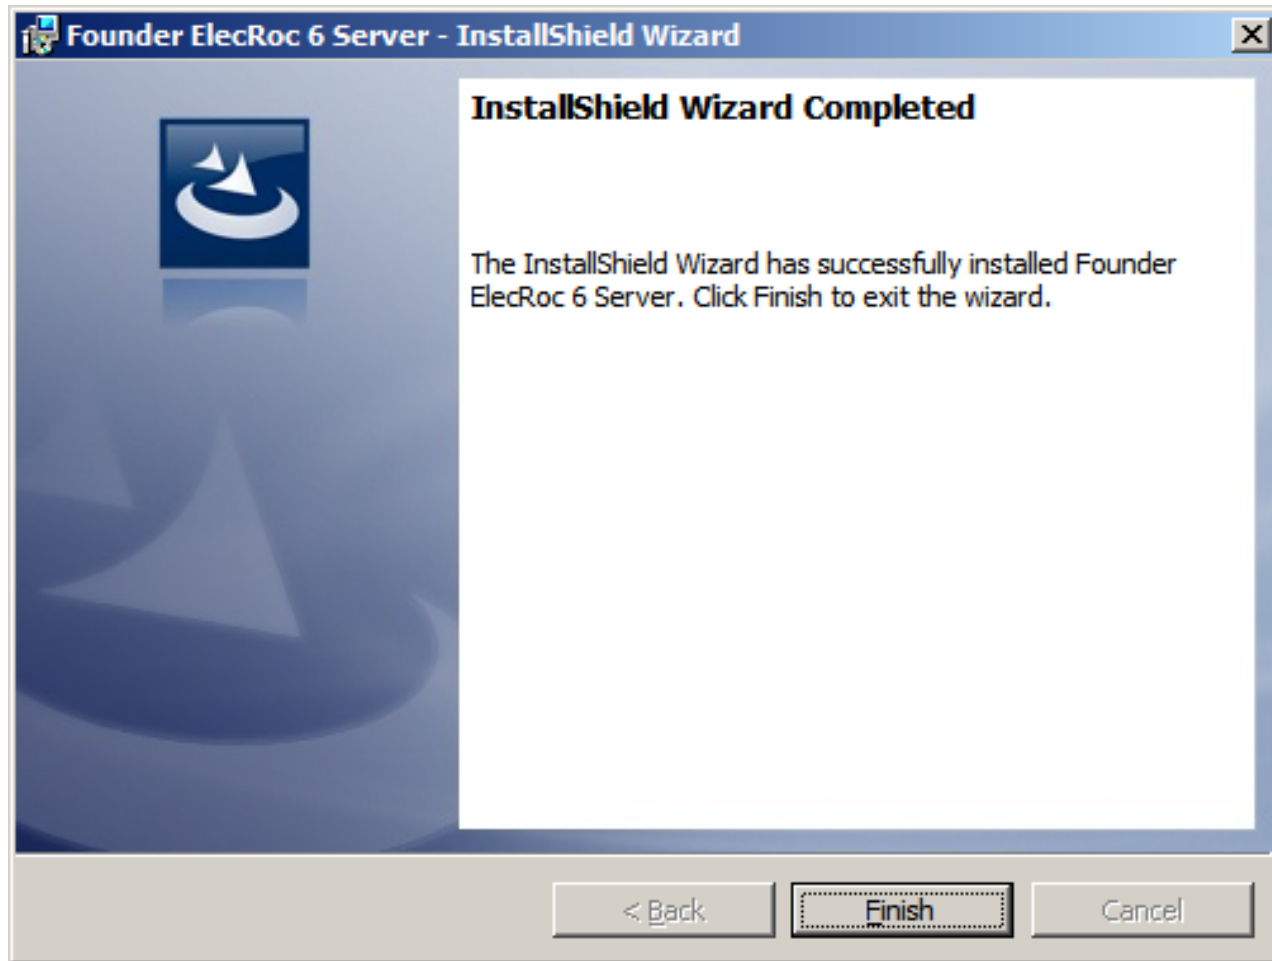 Founder ElecRoc 6 Server - InstallShield Wizard
InstallShield Wizard Completed
The InstallShield Wizard has successfully installed Founder
ElecRoc 6 Server. Click Finish to exit the wizard.
< Back
Finish
Cancel